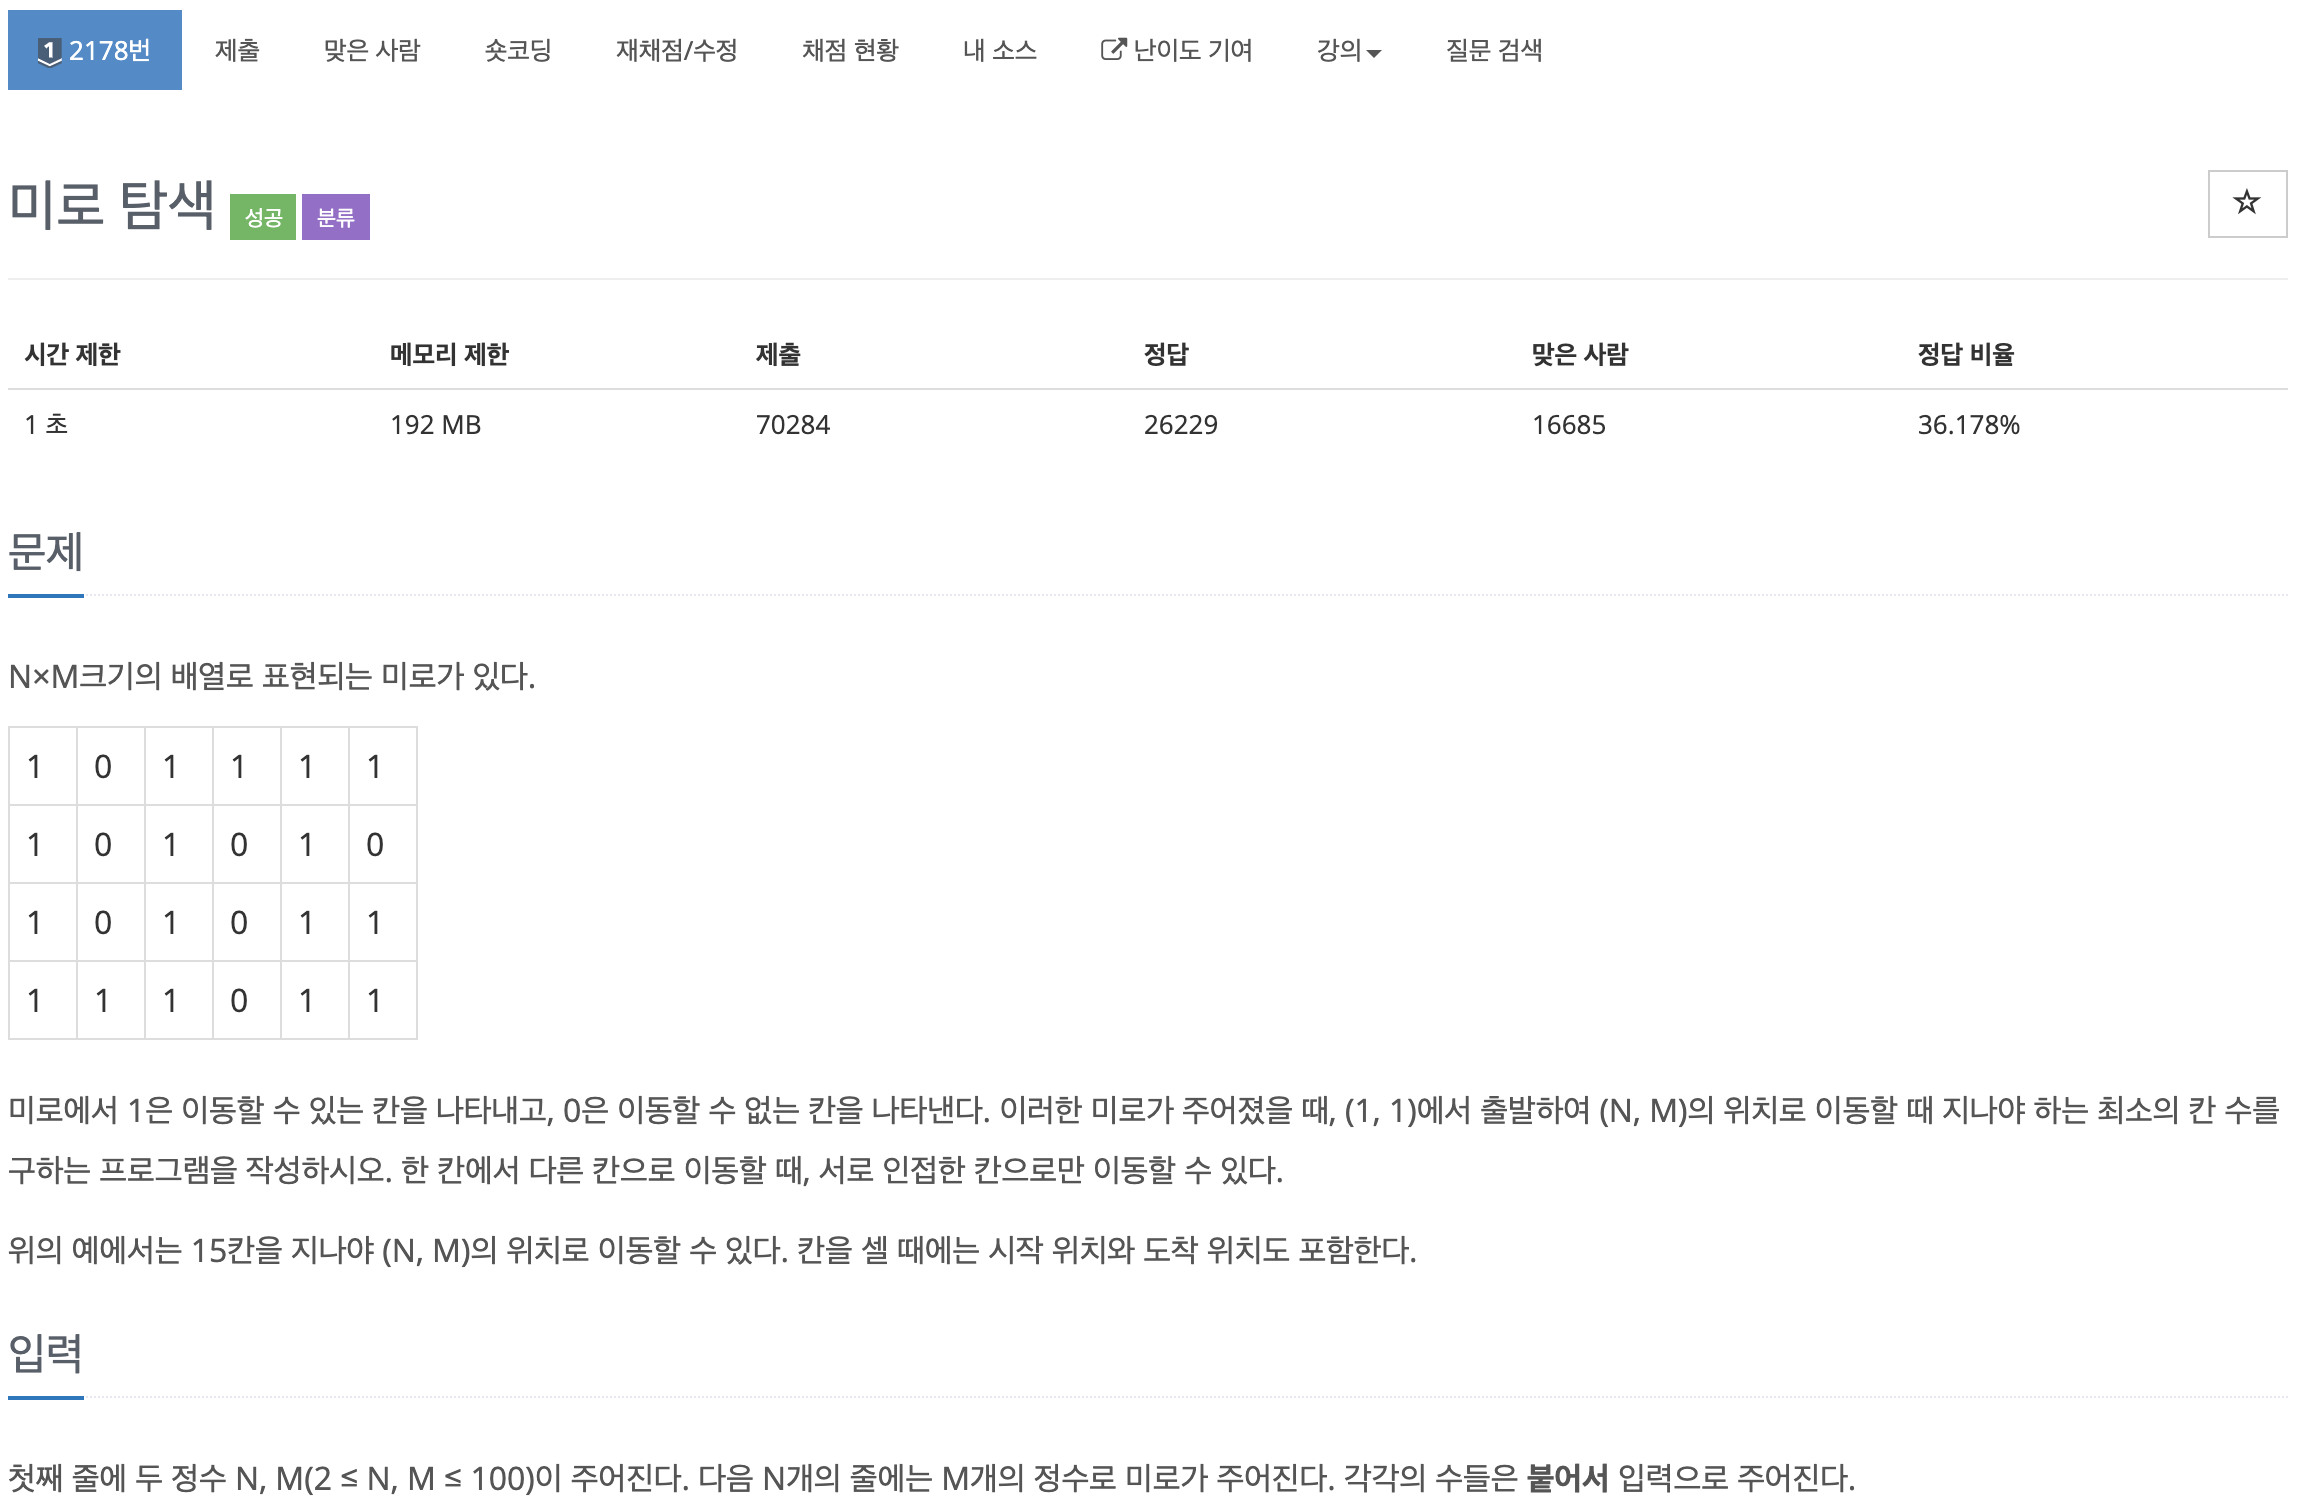 1 2178번 제출 맞은 사람 숏코딩 재채점/수정 채점 현황 내 소스 난이도 기여 강의 질문 검색
미로 탐색 성공 분류
시간 제한 메모리 제한 제출 정답 맞은 사람 정답 비율
1 초 192 MB 70284 26229 16685 36.178%
문제
N×M크기의 배열로 표현되는 미로가 있다.
1 0 1 1 1 1
1 0 1 0 1 0
1 0 1 0 1 1
1 1 1 0 1 1
미로에서 1은 이동할 수 있는 칸을 나타내고, 0은 이동할 수 없는 칸을 나타낸다. 이러한 미로가 주어졌을 때, (1, 1)에서 출발하여 (N, M)의 위치로 이동할 때 지나야 하는 최소의 칸 수를
구하는 프로그램을 작성하시오. 한 칸에서 다른 칸으로 이동할 때, 서로 인접한 칸으로만 이동할 수 있다.
위의 예에서는 15칸을 지나야 (N, M)의 위치로 이동할 수 있다. 칸을 셀 때에는 시작 위치와 도착 위치도 포함한다.
입력
첫째 줄에 두 정수 N, M(2 ≤ N, M ≤ 100)이 주어진다. 다음 N개의 줄에는 M개의 정수로 미로가 주어진다. 각각의 수들은 붙어서 입력으로 주어진다.